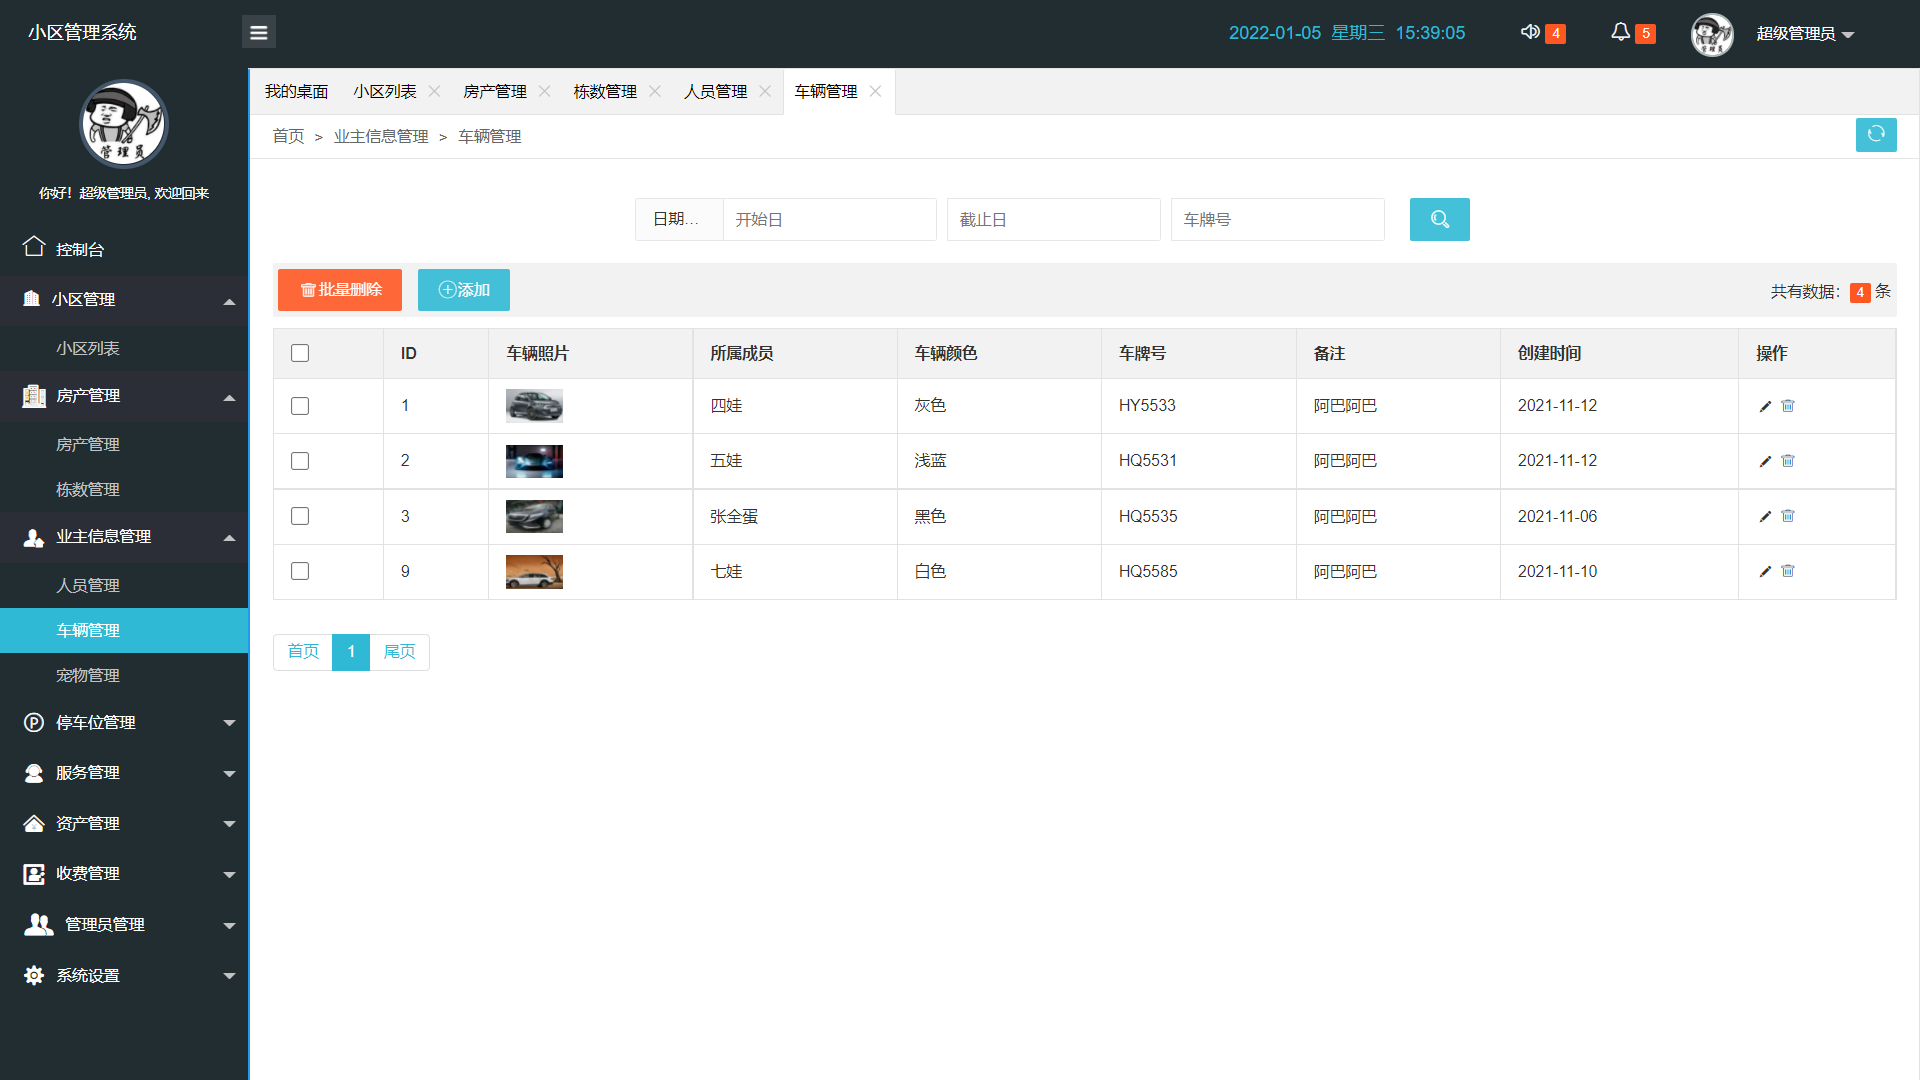 小区管理系统
2022-01-05 星期三 15:39:05
4
5
超级管理员
管理员
你好！超级管理员, 欢迎回来
控制台
小区管理
小区列表
房产管理
房产管理
栋数管理
业主信息管理
人员管理
车辆管理
宠物管理
停车位管理
服务管理
资产管理
收费管理
管理员管理
系统设置
我的桌面 小区列表 房产管理 栋数管理 人员管理 车辆管理
首页 > 业主信息管理 > 车辆管理
日期... 开始日 截止日 车牌号
批量删除 添加 共有数据： 4 条
ID 车辆照片 所属成员 车辆颜色 车牌号 备注 创建时间 操作
1 四娃 灰色 HY5533 阿巴阿巴 2021-11-12
2 五娃 浅蓝 HQ5531 阿巴阿巴 2021-11-12
3 张全蛋 黑色 HQ5535 阿巴阿巴 2021-11-06
9 七娃 白色 HQ5585 阿巴阿巴 2021-11-10
首页 1 尾页